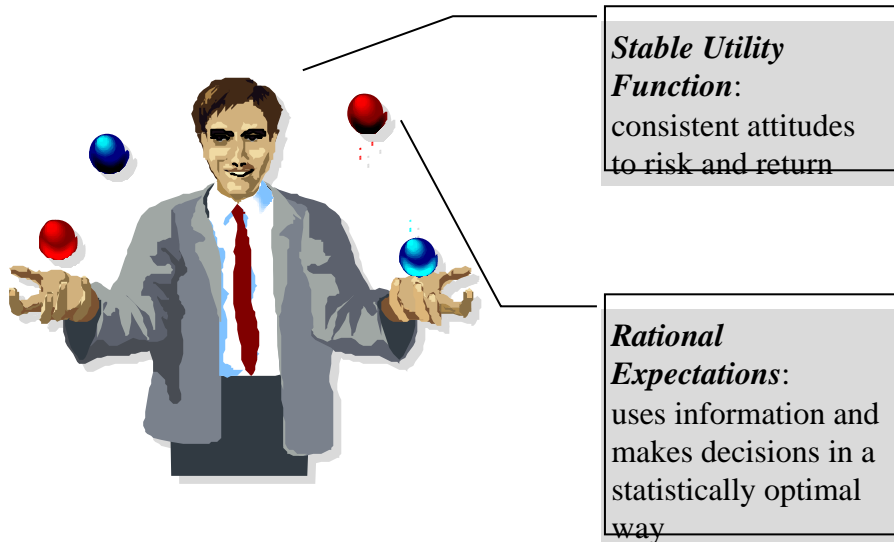 Stable Utility
Function:
consistent attitudes
to risk and return
Rational
Expectations:
uses information and
makes decisions in a
statistically optimal
way